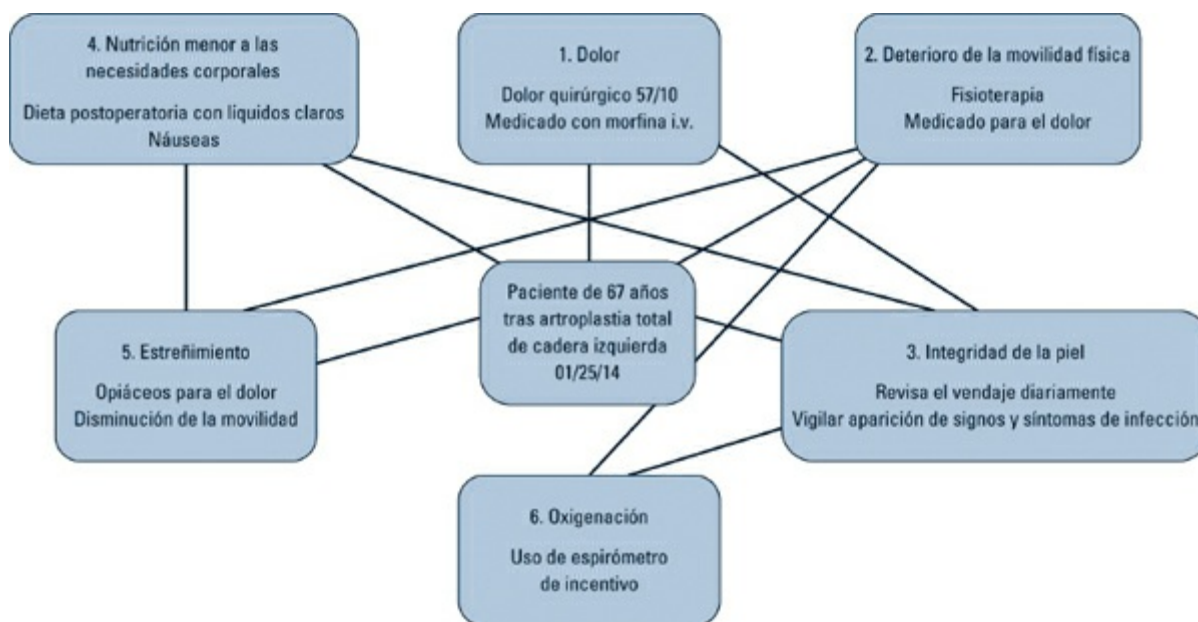 4. Nutrición menor a las
necesidades corporales
Dieta postoperatoria con líquidos claros
Náuseas
1. Dolor
Dolor quirúrgico 57/10
Medicado con morfina i.v.
2. Deterioro de la movilidad física
Fisioterapia
Medicado para el dolor
Paciente de 67 años
tras artroplastia total
de cadera izquierda
01/25/14
5. Estreñimiento
Opiáceos para el dolor
Disminución de la movilidad
3. Integridad de la piel
Revisa el vendaje diariamente
Vigilar aparición de signos y síntomas de infección
6. Oxigenación
Uso de espirómetro
de incentivo